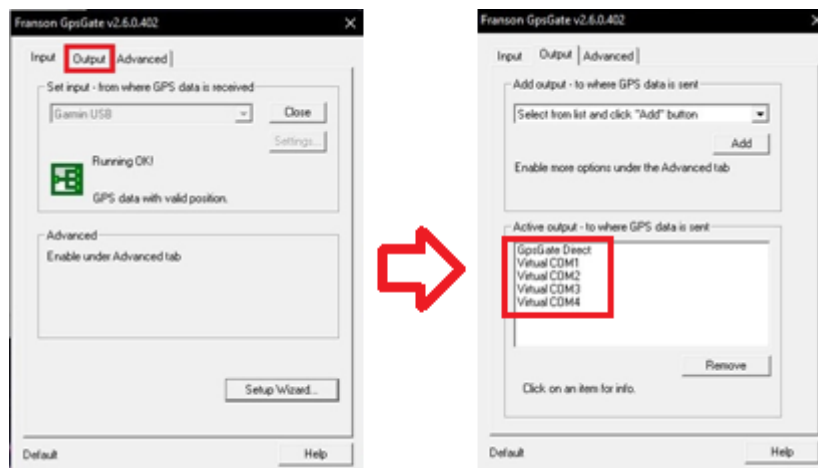 Franson GpsGate v2.6.0.402
Input Output Advanced
Set input - from where GPS data is received
Garmin USB
Close
Settings...
Running OK!
GPS data with valid position.
Advanced
Enable under Advanced tab
Setup Wizard...
Default
Help
Franson GpsGate v2.6.0.402
Input Output Advanced
Add output - to where GPS data is sent
Select from list and click "Add" button
Add
Enable more options under the Advanced tab
Active output - to where GPS data is sent
GpsGate Direct
Virtual COM1
Virtual COM2
Virtual COM3
Virtual COM4
Remove
Click on an item for info.
Default
Help